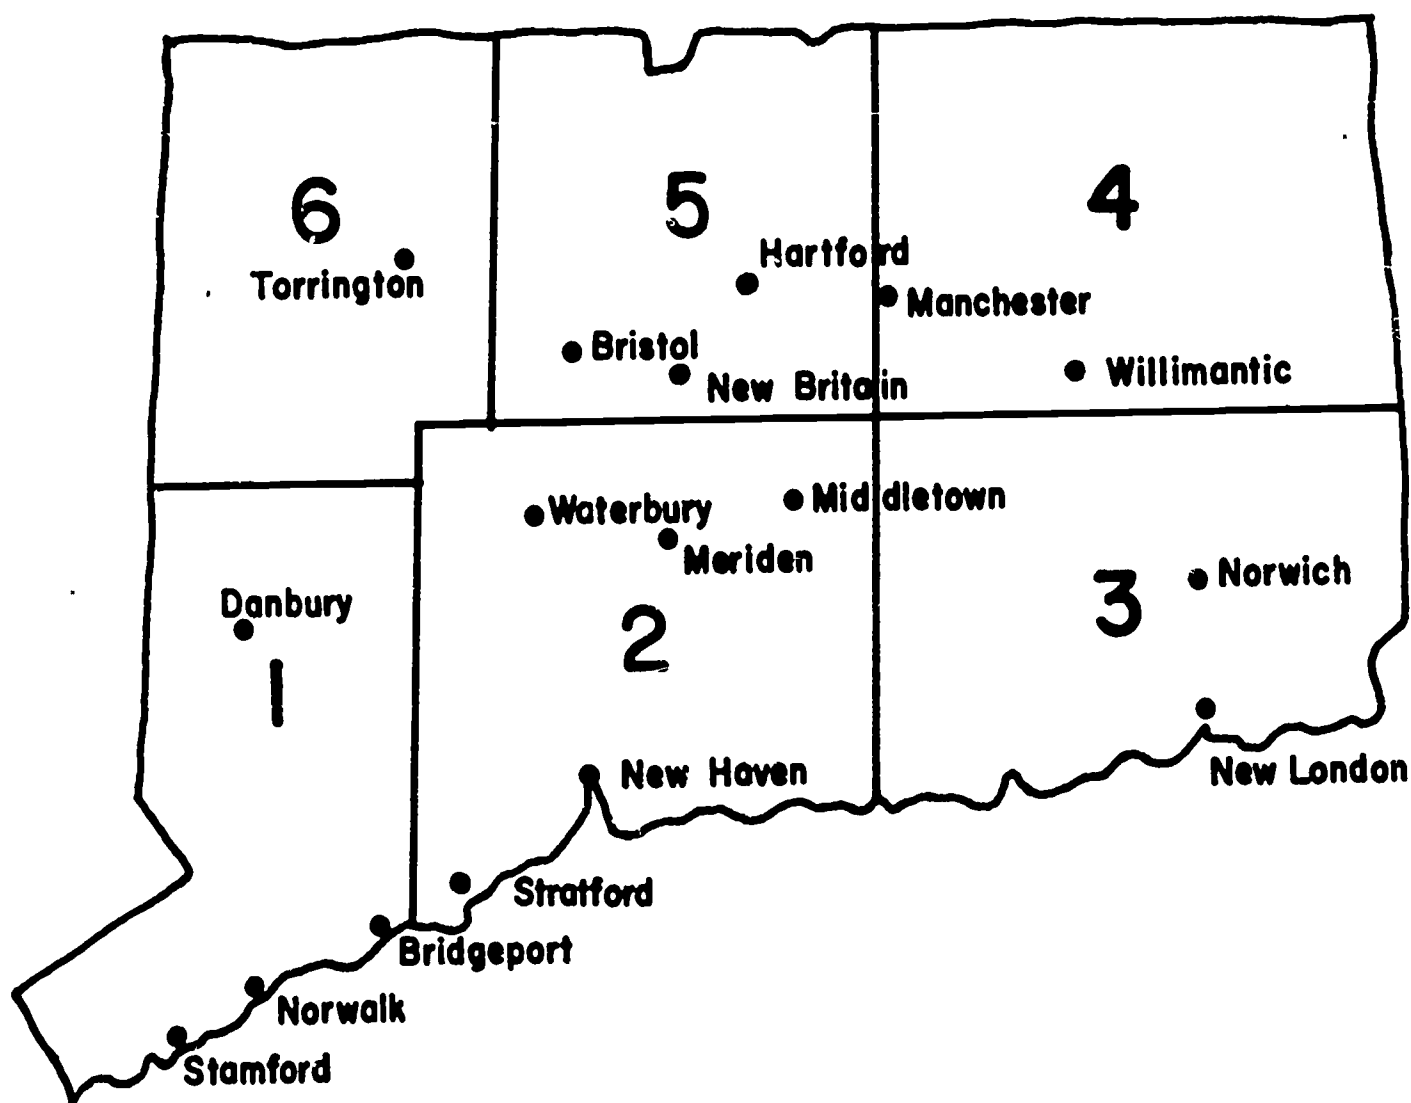 6
5
4
Hartford
Torrington
Manchester
Bristol
New Britain
Willimantic
Waterbury
Middletown
Meriden
Norwich
Danbury
3
2
1
New Haven
New London
Stratford
Bridgeport
Norwalk
Stamford